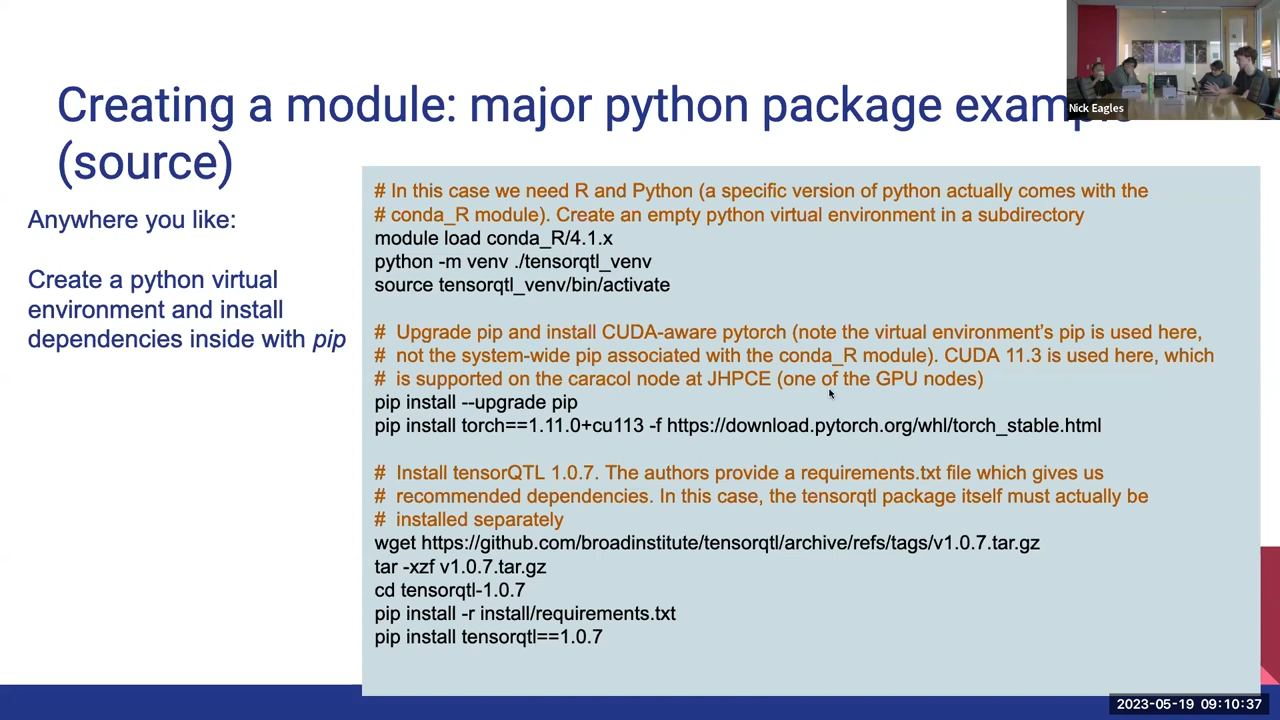 Creating a module: major python package example
(source)
Nick Eagles
Anywhere you like:
Create a python virtual
environment and install
dependencies inside with pip
# In this case we need R and Python (a specific version of python actually comes with the
# conda_R module). Create an empty python virtual environment in a subdirectory
module load conda_R/4.1.x
python -m venv ./tensorqtl_venv
source tensorqtl_venv/bin/activate
#  Upgrade pip and install CUDA-aware pytorch (note the virtual environment's pip is used here,
#  not the system-wide pip associated with the conda_R module). CUDA 11.3 is used here, which
#  is supported on the caracol node at JHPCE (one of the GPU nodes)
pip install --upgrade pip
pip install torch==1.11.0+cu113 -f https://download.pytorch.org/whl/torch_stable.html
#  Install tensorQTL 1.0.7. The authors provide a requirements.txt file which gives us
#  recommended dependencies. In this case, the tensorqtl package itself must actually be
#  installed separately
wget https://github.com/broadinstitute/tensorqtl/archive/refs/tags/v1.0.7.tar.gz
tar -xzf v1.0.7.tar.gz
cd tensorqtl-1.0.7
pip install -r install/requirements.txt
pip install tensorqtl==1.0.7
2023-05-19 09:10:37